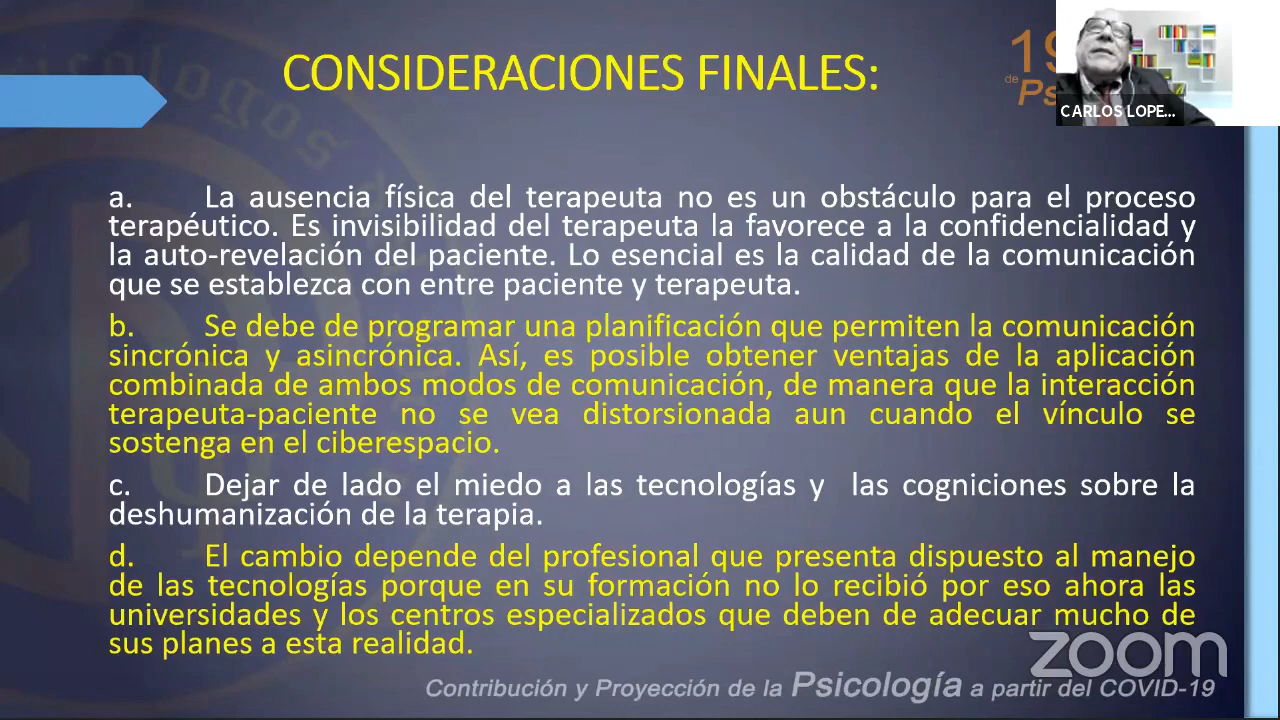 CONSIDERACIONES FINALES:
19
de
Ps
CARLOS LOPE...
sicologos
a. La ausencia física del terapeuta no es un obstáculo para el proceso
terapéutico. Es invisibilidad del terapeuta la favorece a la confidencialidad y
la auto-revelación del paciente. Lo esencial es la calidad de la comunicación
que se establezca con entre paciente y terapeuta.
b. Se debe de programar una planificación que permiten la comunicación
sincrónica y asincrónica. Así, es posible obtener ventajas de la aplicación
combinada de ambos modos de comunicación, de manera que la interacción
terapeuta-paciente no se vea distorsionada aun cuando el vínculo se
sostenga en el ciberespacio.
c. Dejar de lado el miedo a las tecnologías y las cogniciones sobre la
deshumanización de la terapia.
d. El cambio depende del profesional que presenta dispuesto al manejo
de las tecnologías porque en su formación no lo recibió por eso ahora las
universidades y los centros especializados que deben de adecuar mucho de
sus planes a esta realidad.
zoom
Contribución y Proyección de la Psicología a partir del COVID-19